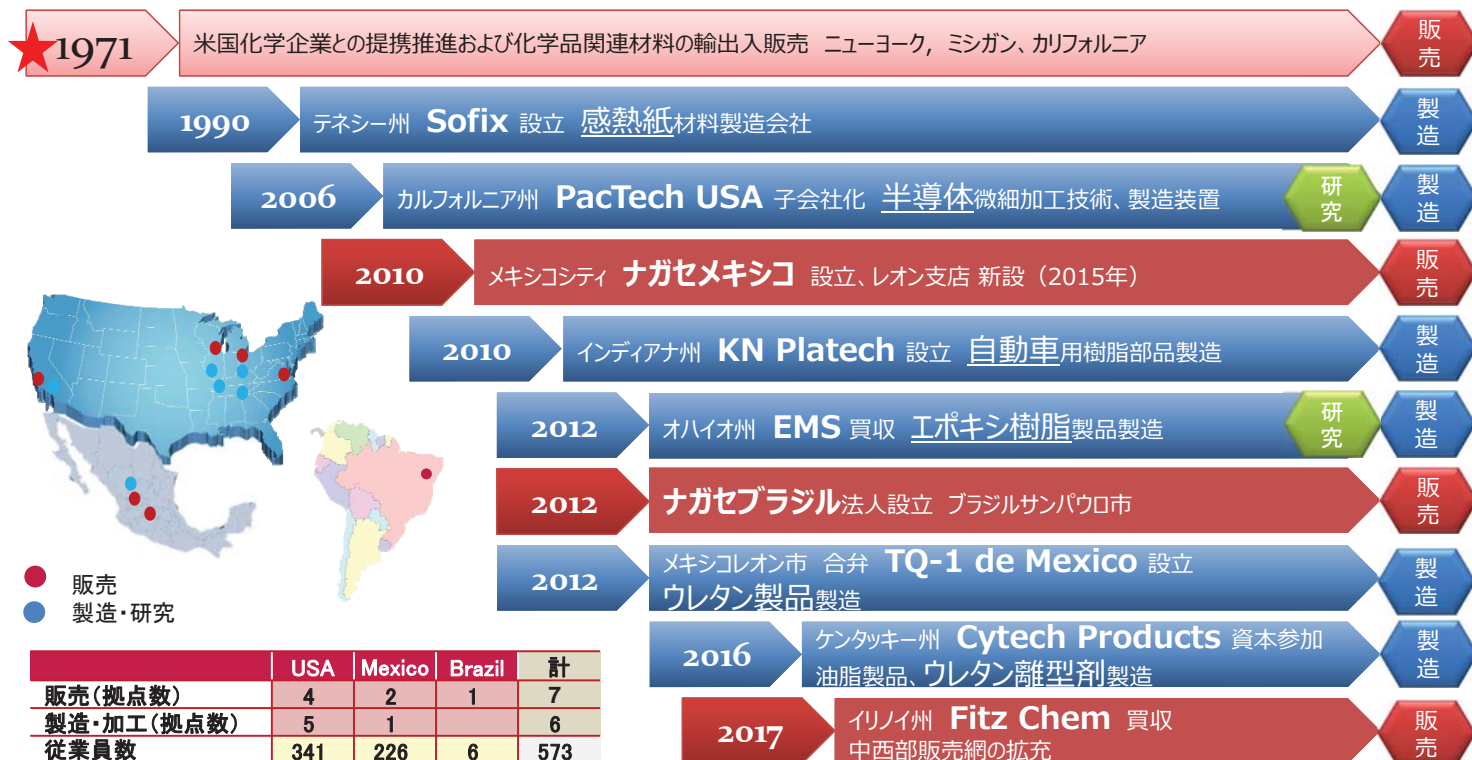 1971
米国化学企業との提携推進および化学品関連材料の輸出入販売 ニューヨーク, ミシガン、カリフォルニア
販売
1990
テネシー州 Sofix 設立 感熱紙材料製造会社
製造
2006
カルフォルニア州 PacTech USA 子会社化 半導体微細加工技術、製造装置
研究
製造
2010
メキシコシティ ナガセメキシコ 設立、レオン支店 新設（2015年）
販売
2010
インディアナ州 KN Platech 設立 自動車用樹脂部品製造
製造
2012
オハイオ州 EMS 買収 エポキシ樹脂製品製造
研究
製造
2012
ナガセブラジル法人設立 ブラジルサンパウロ市
販売
2012
メキシコレオン市 合弁 TQ-1 de Mexico 設立
ウレタン製品製造
製造
2016
ケンタッキー州 Cytech Products 資本参加
油脂製品、ウレタン離型剤製造
製造
2017
イリノイ州 Fitz Chem 買収
中西部販売網の拡充
販売
販売
製造・研究
USA Mexico Brazil 計
販売(拠点数) 4 2 1 7
製造・加工(拠点数) 5 1 6
従業員数 341 226 6 573